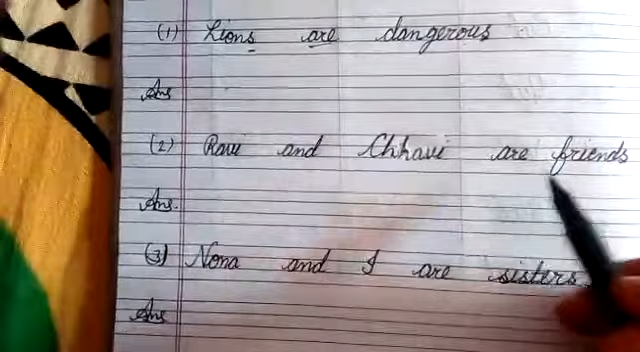 (1) Lions are dangerous
Ans
(2) Ravi and Chhavi are friends
Ans.
(3) Nona and I are sisters.
Ans